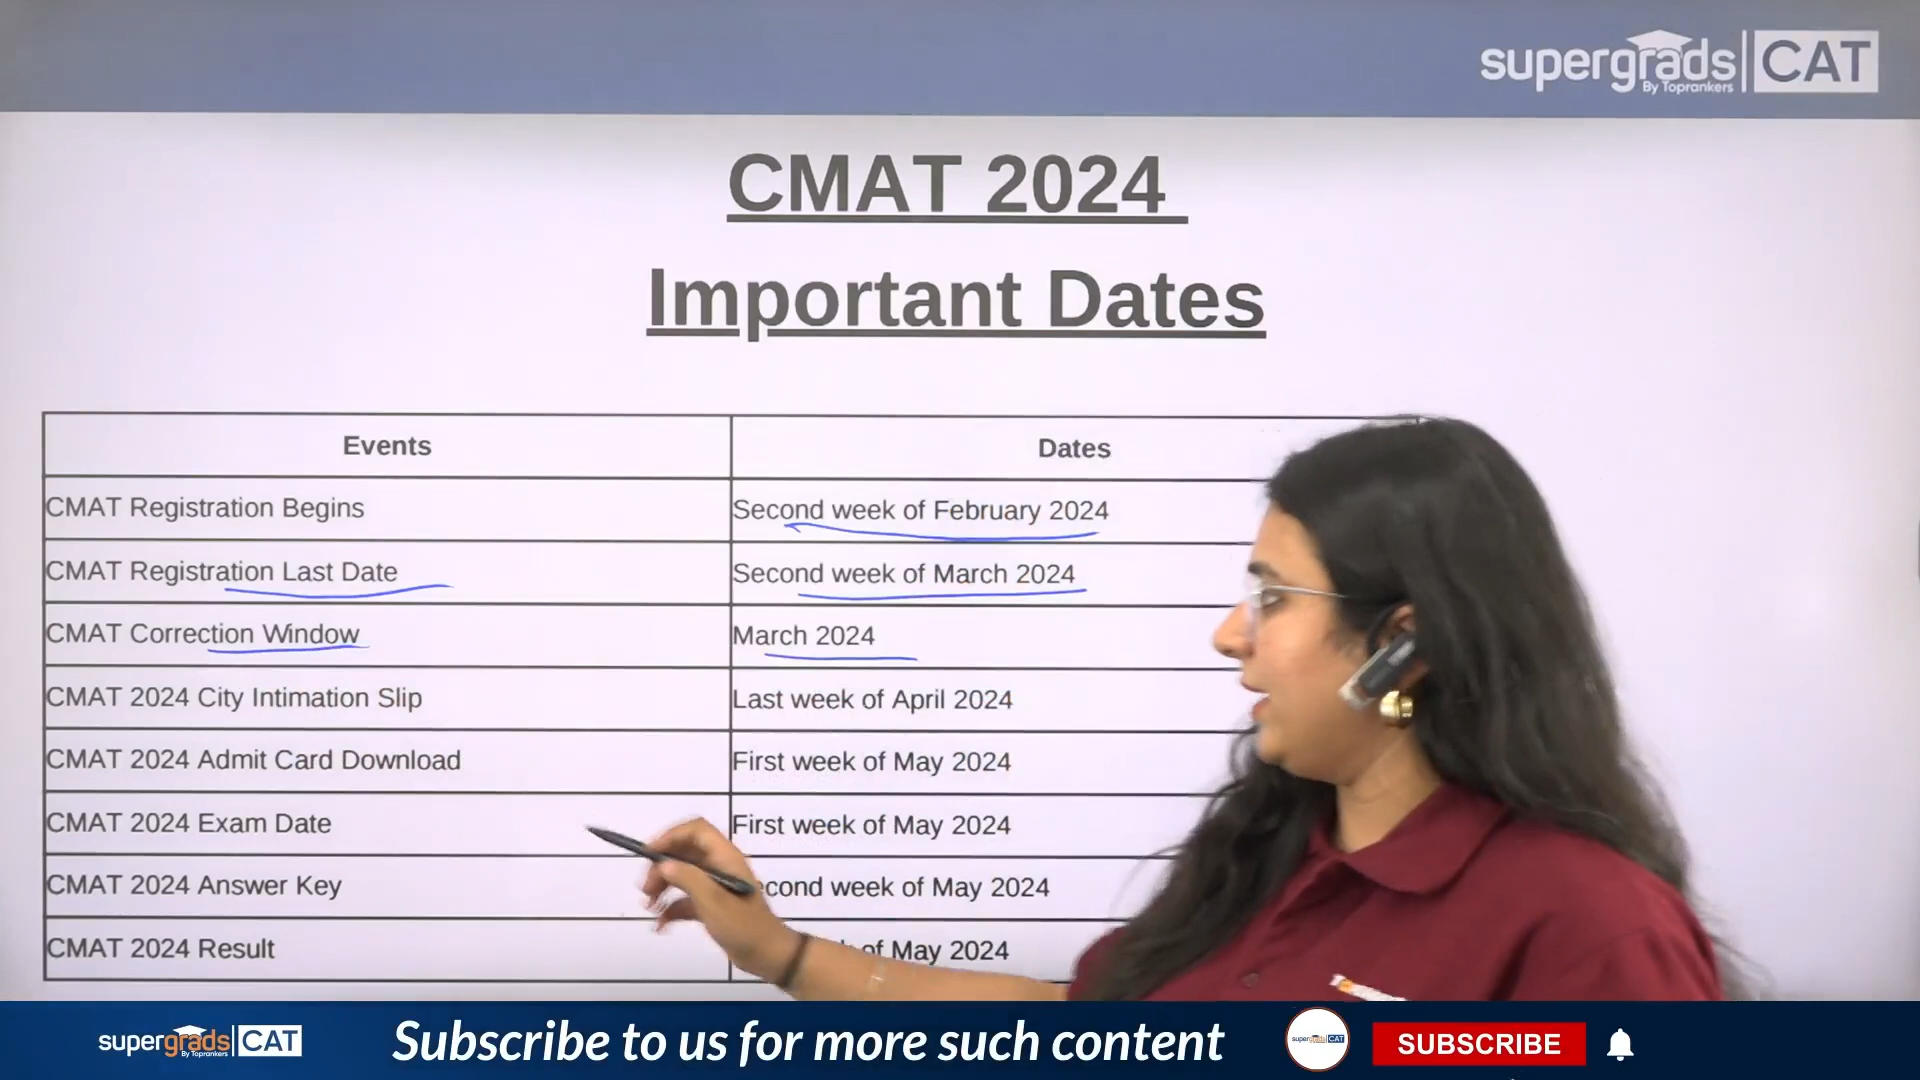 supergrads CAT
By Toprankers
CMAT 2024
Important Dates
Events Dates
CMAT Registration Begins Second week of February 2024
CMAT Registration Last Date Second week of March 2024
CMAT Correction Window March 2024
CMAT 2024 City Intimation Slip Last week of April 2024
CMAT 2024 Admit Card Download First week of May 2024
CMAT 2024 Exam Date First week of May 2024
CMAT 2024 Answer Key week of May 2024
CMAT 2024 Result of May 2024
supergrads CAT
By Toprankers
Subscribe to us for more such content
supergrads CAT
SUBSCRIBE